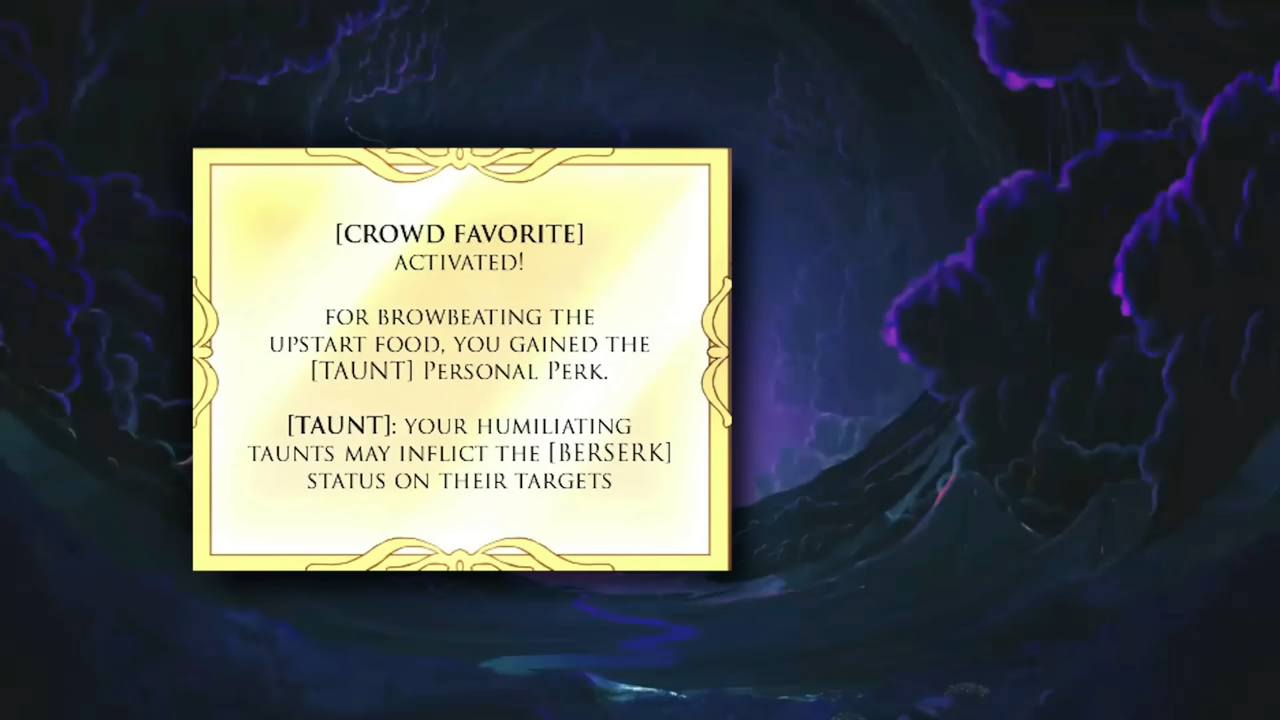 [CROWD FAVORITE]
ACTIVATED!
FOR BROWBEATING THE
UPSTART FOOD, YOU GAINED THE
[TAUNT] PERSONAL PERK.
[TAUNT]: YOUR HUMILIATING
TAUNTS MAY INFLICT THE [BERSERK]
STATUS ON THEIR TARGETS